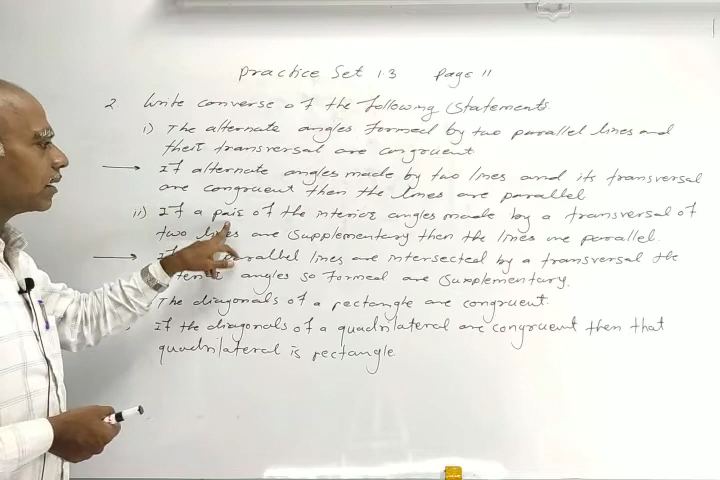 Practice Set 1.3 Page 11
2. Write converse of the following statements.
i) The alternate angles formed by two parallel lines and
their transversal are congruent
→ If alternate angles made by two lines and its transversal
are congruent then the lines are parallel
ii) If a pair of the interior angles made by a transversal of
two lines are supplementary then the lines are parallel.
→ parallel lines are intersected by a transversal the
angles so formed are supplementary.
The diagonals of a rectangle are congruent.
If the diagonals of a quadrilateral are congruent then that
quadrilateral is rectangle